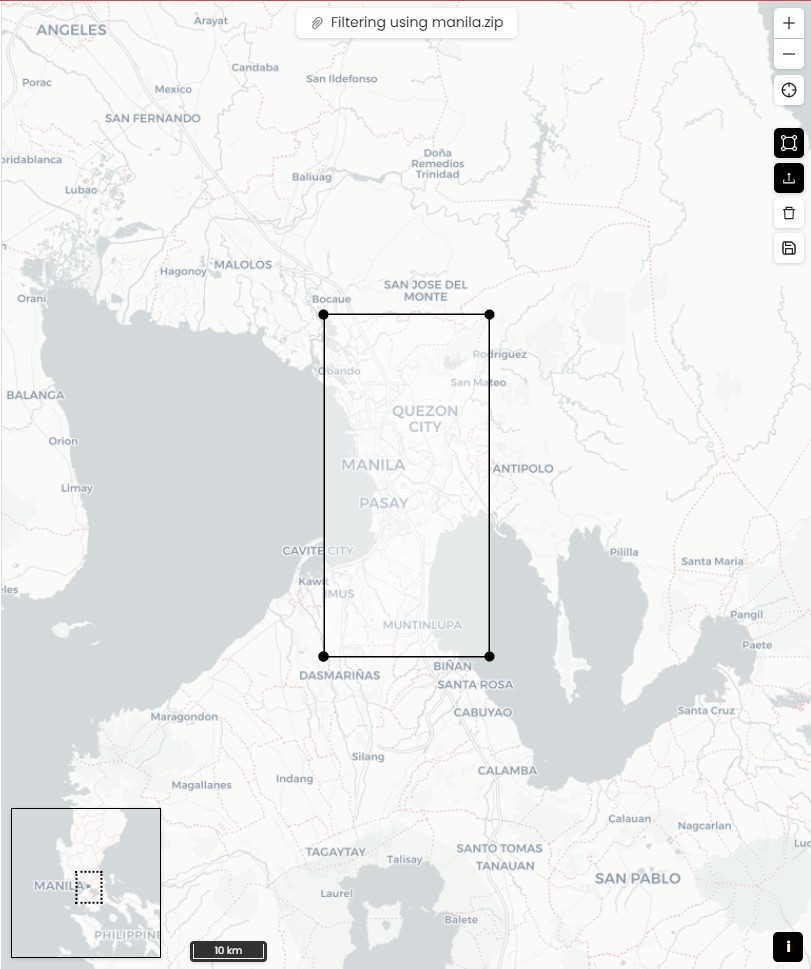 Filtering using manila.zip
Arayat
ANGELES
Candaba
San Ildefonso
Porac
Mexico
SAN FERNANDO
oridablanca
Doña
Remedios
Trinidad
Baliuag
Lubao
Hagonoy
MALOLOS
SAN JOSE DEL
MONTE
Orani
Bocaue
Rodriguez
Obando
San Mateo
BALANGA
QUEZON
CITY
Orion
MANILA
ANTIPOLO
Limay
PASAY
CAVITE CITY
Pililla
Santa Maria
Kawit
eles
IMUS
Pangil
MUNTINLUPA
Paete
BIÑAN
DASMARIÑAS
SANTA ROSA
Maragondon
CABUYAO
Santa Cruz
Silang
CALAMBA
Indang
Magallanes
Calauan
Nagcarlan
TAGAYTAY
Talisay
SANTO TOMAS
TANAUAN
Luc
SAN PABLO
Laurel
Balete
MANILA
PHILIPPINE
10 km
i